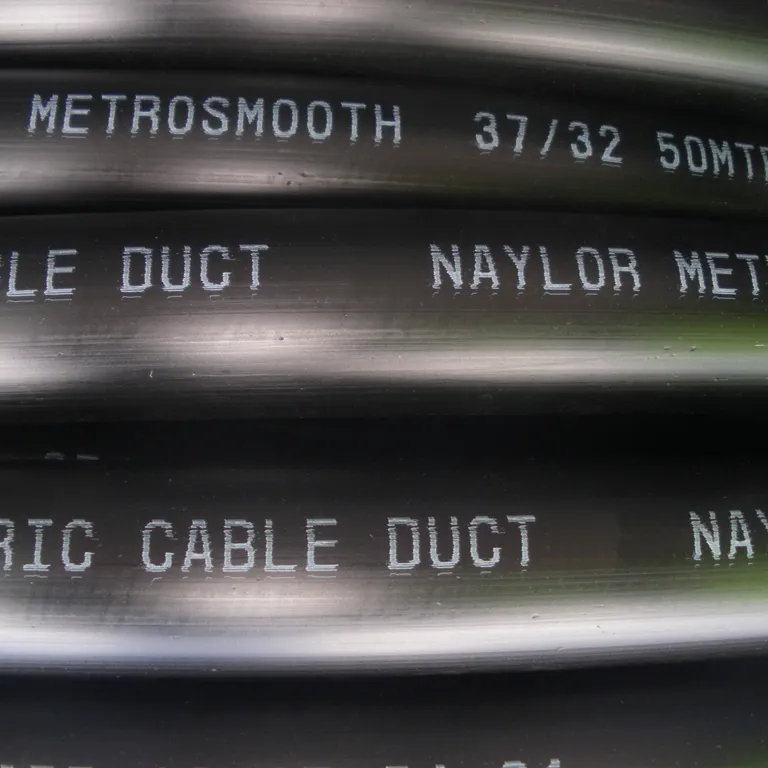 METROSMOOTH 37/32 50MT
LE DUCT NAYLOR MET
RIC CABLE DUCT NAY